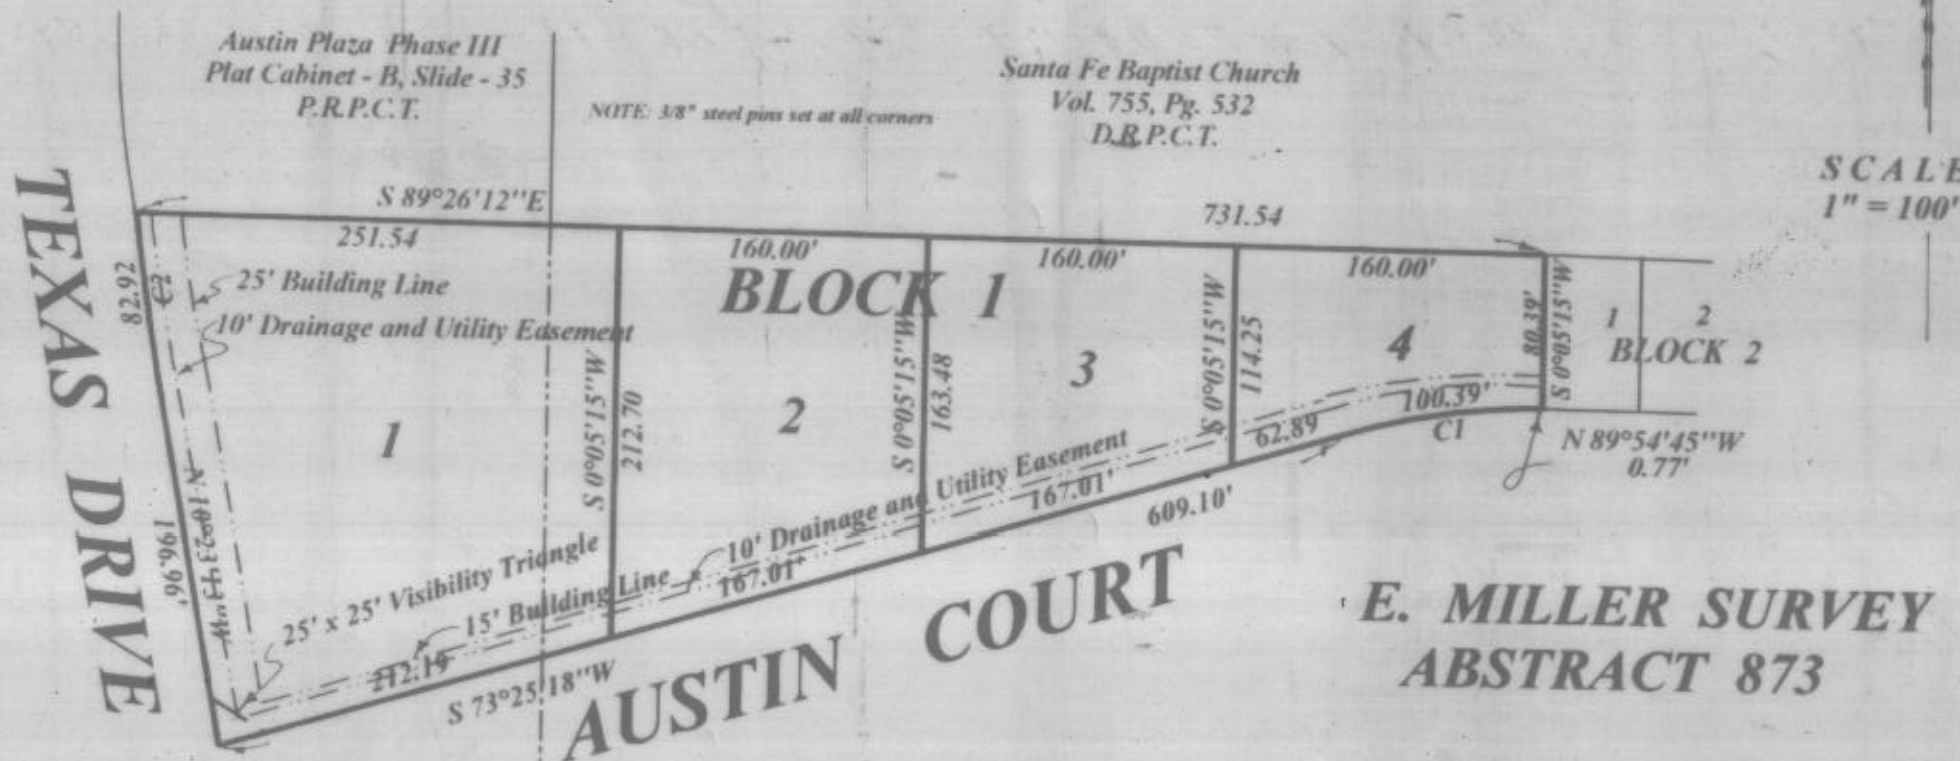 Austin Plaza Phase III
Plat Cabinet - B, Slide - 35
P.R.P.C.T.
NOTE: 3/8" steel pins set at all corners
Santa Fe Baptist Church
Vol. 755, Pg. 532
D.R.P.C.T.
SCALE
1" = 100'
TEXAS DRIVE
S 89°26'12"E
731.54
251.54
160.00'
160.00'
160.00'
82.92
C2
25' Building Line
10' Drainage and Utility Easement
BLOCK 1
1
2
3
4
S 0°05'15"W
212.70
S 0°05'15"W
163.48
S 0°05'15"W
114.25
80.39'
S 0°05'15"W
1
2
BLOCK 2
100.39'
C1
62.89
N 89°54'45"W
0.77'
196.96'
25' x 25' Visibility Triangle
15' Building Line
10' Drainage and Utility Easement
212.19
167.01'
167.01'
609.10'
S 73°25'18"W
AUSTIN COURT
E. MILLER SURVEY
ABSTRACT 873